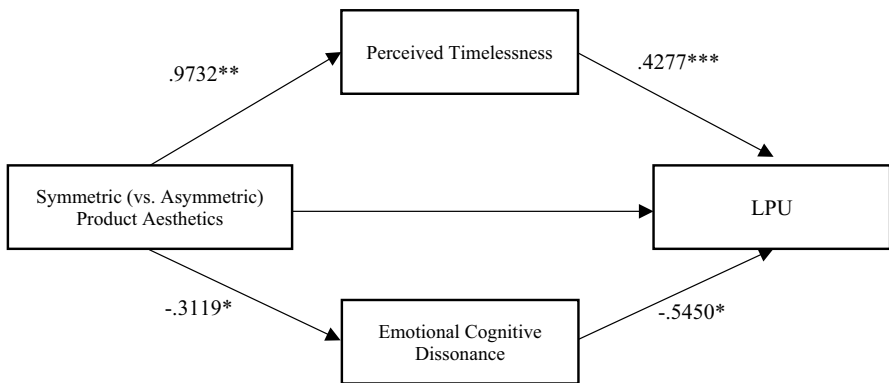 Perceived Timelessness
.9732**
.4277***
Symmetric (vs. Asymmetric)
Product Aesthetics
LPU
-.3119*
-.5450*
Emotional Cognitive
Dissonance